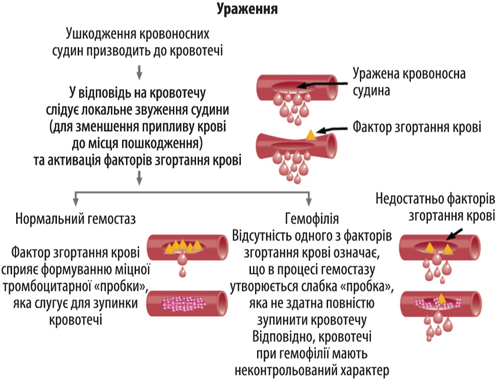 Ураження
Ушкодження кровоносних
судин призводить до кровотечі
У відповідь на кровотечу
слідує локальне звуження судини
(для зменшення припливу крові
до місця пошкодження)
та активація факторів згортання крові
Уражена кровоносна
судина
Фактор згортання крові
Нормальний гемостаз
Фактор згортання крові
сприяє формуванню міцної
тромбоцитарної «пробки»,
яка слугує для зупинки
кровотечі
Гемофілія
Відсутність одного з факторів
згортання крові означає,
що в процесі гемостазу
утворюється слабка «пробка»,
яка не здатна повністю
зупинити кровотечу
Відповідно, кровотечі
при гемофілії мають
неконтрольований характер
Недостатньо факторів
згортання крові